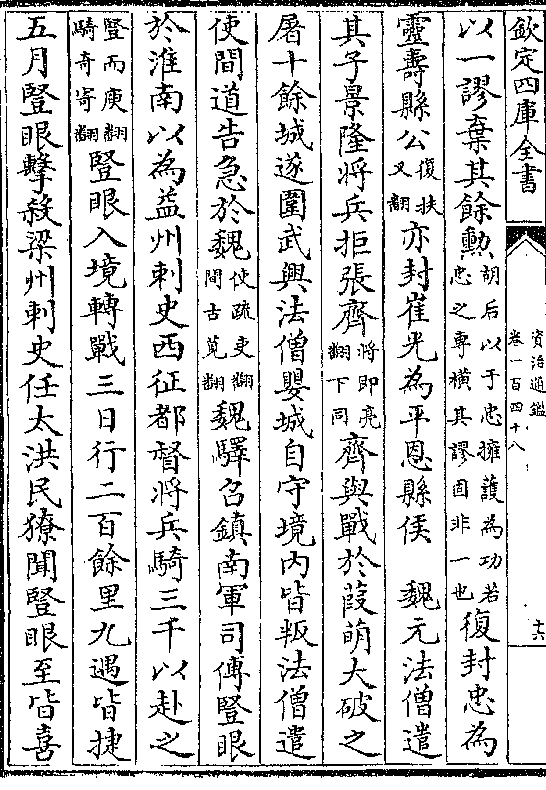 欽定四庫全書
資治通鑑
卷一百四十八
十六
以一謬棄其餘勲胡后以于忠擁護為功若忠之專横其謬固非一也復封忠為
靈壽縣公復扶又翻亦封崔光為平恩縣侯 魏元法僧遣
其子景隆將兵拒張齊將即亮翻下同齊與戰於葭萌大破之
屠十餘城遂圍武興法僧嬰城自守境内皆叛法僧遣
使間道告急於魏使疏吏翻間古莧翻魏驛召鎮南軍司傅豎眼
於淮南以為益州刺史西征都督將兵騎三千以赴之
豎而庾翻騎奇寄翻豎眼入境轉戰三日行二百餘里九遇皆捷
五月豎眼擊殺梁州刺史任太洪民獠聞豎眼至皆喜